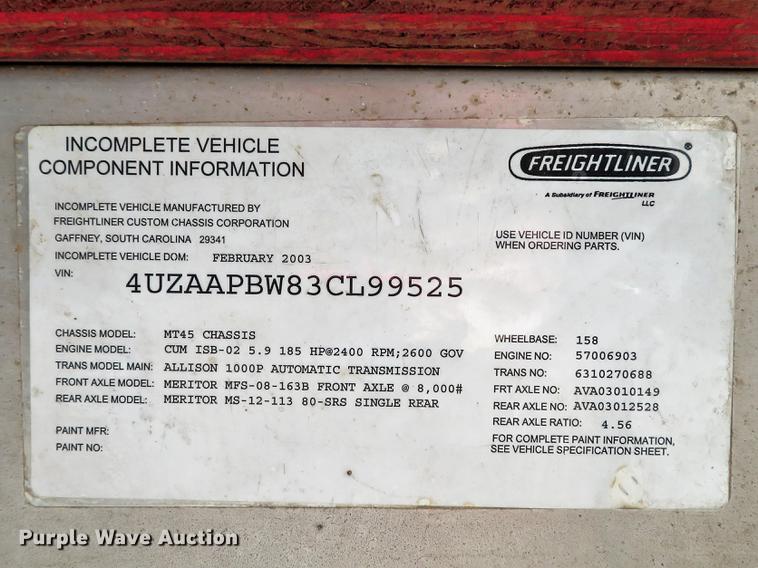 INCOMPLETE VEHICLE
COMPONENT INFORMATION
FREIGHTLINER®
A Subsidiary of FREIGHTLINER
LLC
INCOMPLETE VEHICLE MANUFACTURED BY
FREIGHTLINER CUSTOM CHASSIS CORPORATION
GAFFNEY, SOUTH CAROLINA 29341
INCOMPLETE VEHICLE DOM: FEBRUARY 2003
USE VEHICLE ID NUMBER (VIN)
WHEN ORDERING PARTS.
VIN: 4UZAAPBW83CL99525
CHASSIS MODEL: MT45 CHASSIS
ENGINE MODEL: CUM ISB-02 5.9 185 HP@2400 RPM;2600 GOV
TRANS MODEL MAIN: ALLISON 1000P AUTOMATIC TRANSMISSION
FRONT AXLE MODEL: MERITOR MFS-08-163B FRONT AXLE @ 8,000#
REAR AXLE MODEL: MERITOR MS-12-113 80-SRS SINGLE REAR
PAINT MFR:
PAINT NO:
WHEELBASE: 158
ENGINE NO: 57006903
TRANS NO: 6310270688
FRT AXLE NO: AVA03010149
REAR AXLE NO: AVA03012528
REAR AXLE RATIO: 4.56
FOR COMPLETE PAINT INFORMATION,
SEE VEHICLE SPECIFICATION SHEET.
Purple Wave Auction